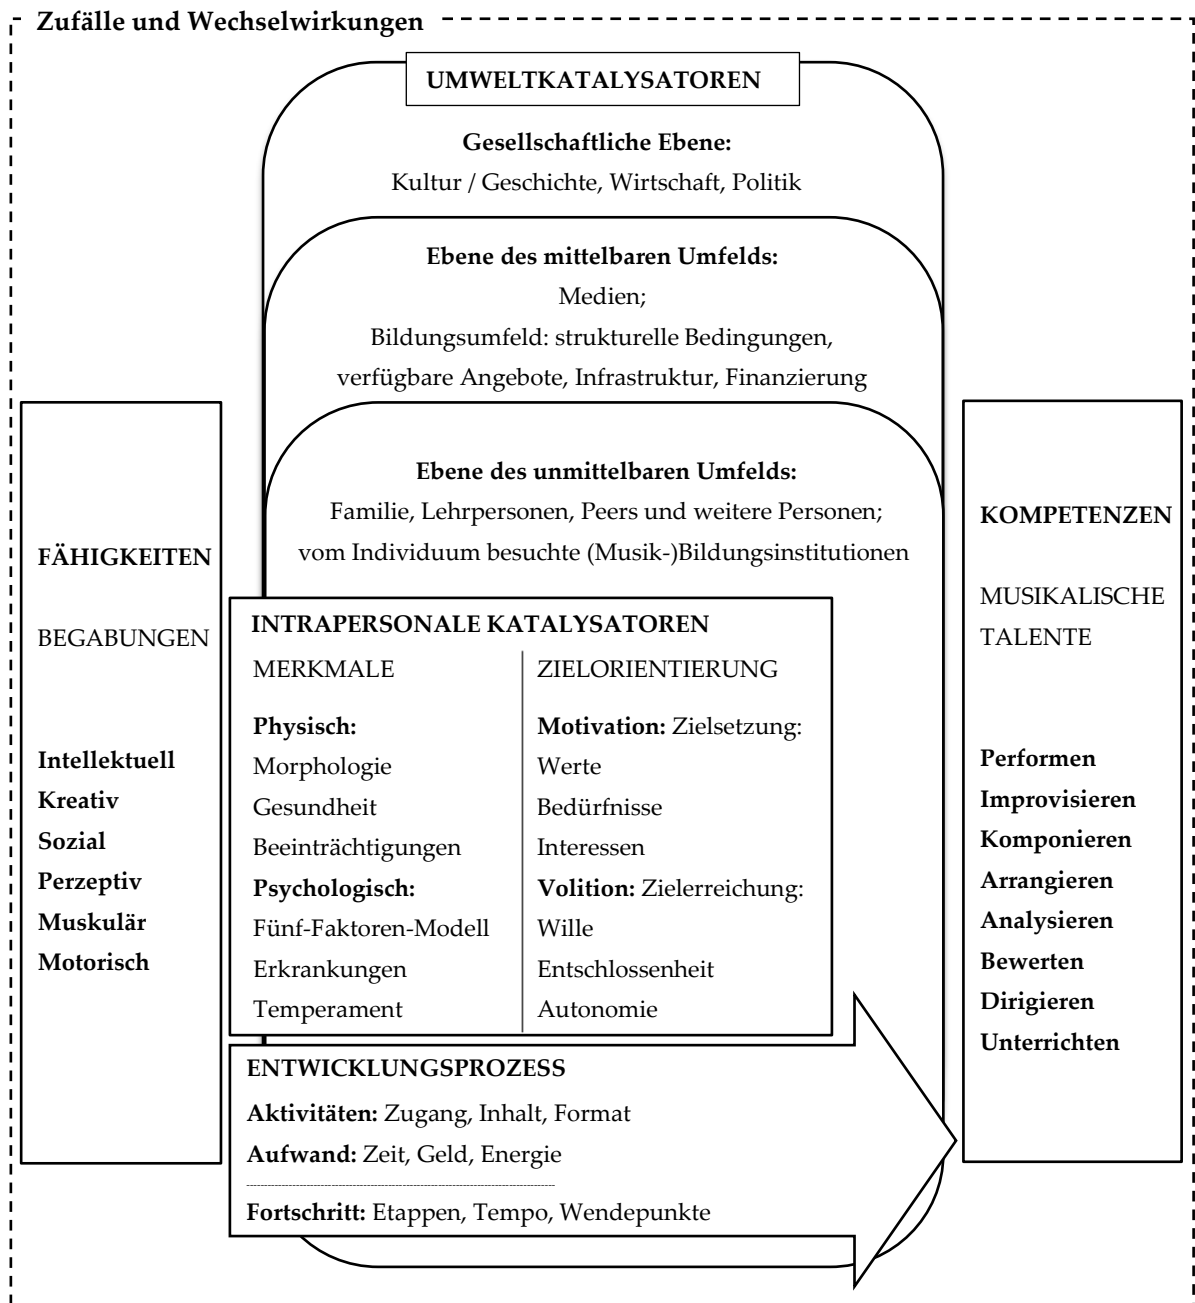 Zufälle und Wechselwirkungen
UMWELTKATALYSATOREN
Gesellschaftliche Ebene:
Kultur / Geschichte, Wirtschaft, Politik
Ebene des mittelbaren Umfelds:
Medien;
Bildungsumfeld: strukturelle Bedingungen,
verfügbare Angebote, Infrastruktur, Finanzierung
Ebene des unmittelbaren Umfelds:
Familie, Lehrpersonen, Peers und weitere Personen;
vom Individuum besuchte (Musik-)Bildungsinstitutionen
FÄHIGKEITEN
BEGABUNGEN
Intellektuell
Kreativ
Sozial
Perzeptiv
Muskulär
Motorisch
INTRAPERSONALE KATALYSATOREN
MERKMALE
Physisch:
Morphologie
Gesundheit
Beeinträchtigungen
Psychologisch:
Fünf-Faktoren-Modell
Erkrankungen
Temperament
ZIELORIENTIERUNG
Motivation: Zielsetzung:
Werte
Bedürfnisse
Interessen
Volition: Zielerreichung:
Wille
Entschlossenheit
Autonomie
ENTWICKLUNGSPROZESS
Aktivitäten: Zugang, Inhalt, Format
Aufwand: Zeit, Geld, Energie
Fortschritt: Etappen, Tempo, Wendepunkte
KOMPETENZEN
MUSIKALISCHE
TALENTE
Performen
Improvisieren
Komponieren
Arrangieren
Analysieren
Bewerten
Dirigieren
Unterrichten